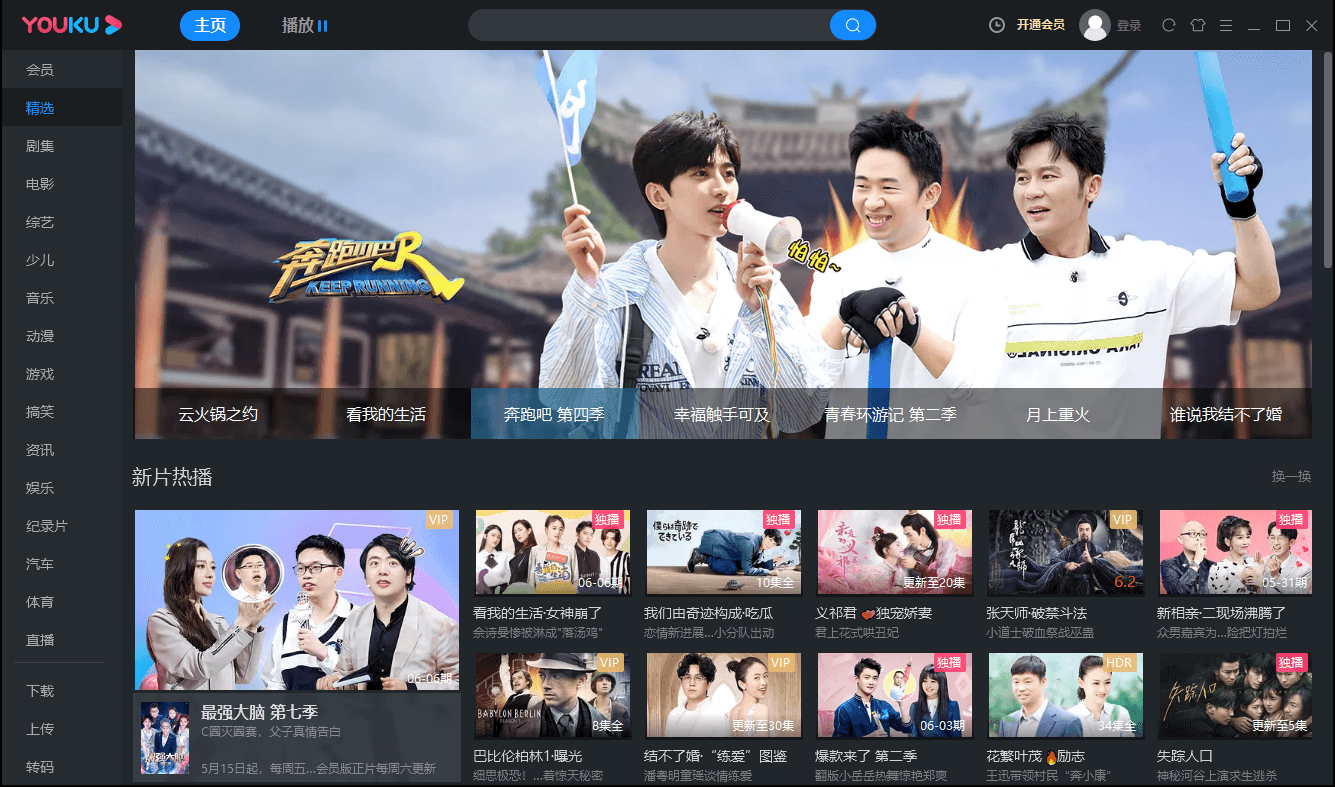 YOUKU
主页
播放
开通会员
登录
会员
精选
剧集
电影
综艺
少儿
音乐
动漫
游戏
搞笑
资讯
娱乐
纪录片
汽车
体育
直播
下载
上传
转码
奔跑吧
KEEP RUNNING
怕怕~
云火锅之约
看我的生活
奔跑吧 第四季
幸福触手可及
青春环游记 第二季
月上重火
谁说我结不了婚
新片热播
换一换
VIP
06-06期
最强大脑 第七季
C圆灭圆赛，父子真情告白
5月15日起，每周五...会员版正片每周六更新
独播
06-06期
看我的生活·女神崩了
佘诗曼惨被淋成"落汤鸡"
独播
僕らは奇跡で
できている
10集全
我们由奇迹构成·吃瓜
恋情新进展...小分队出动
独播
更新至20集
义祁君 独宠娇妻
君上花式哄丑妃
VIP
6.2
张天师·破禁斗法
小道士破血祭战巫蛊
独播
05-31期
新相亲·二现场沸腾了
众男嘉宾为...险把灯拍烂
VIP
BABYLON BERLIN
8集全
巴比伦柏林1·曝光
细思极恐！...着惊天秘密
VIP
更新至30集
结不了婚·“练爱”图鉴
潘粤明童瑶谈情练爱
独播
06-03期
爆款来了 第二季
翻版小岳岳热舞惊艳郑爽
HDR
34集全
花繁叶茂 励志
王迅带领村民“奔小康”
独播
失踪人口
更新至5集
失踪人口
神秘河谷上演求生逃杀